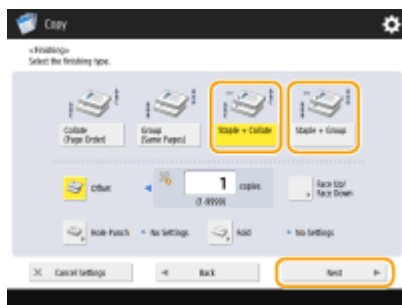 Copy
<Finishing>
Select the finishing type.
Collate
(Page Order)
Group
(Same Pages)
Staple + Collate
Staple + Group
Offset
1
copies
(1-9999)
Face Up/
Face Down
Hole Punch
No Settings
Fold
No Settings
Cancel Settings
Back
Next